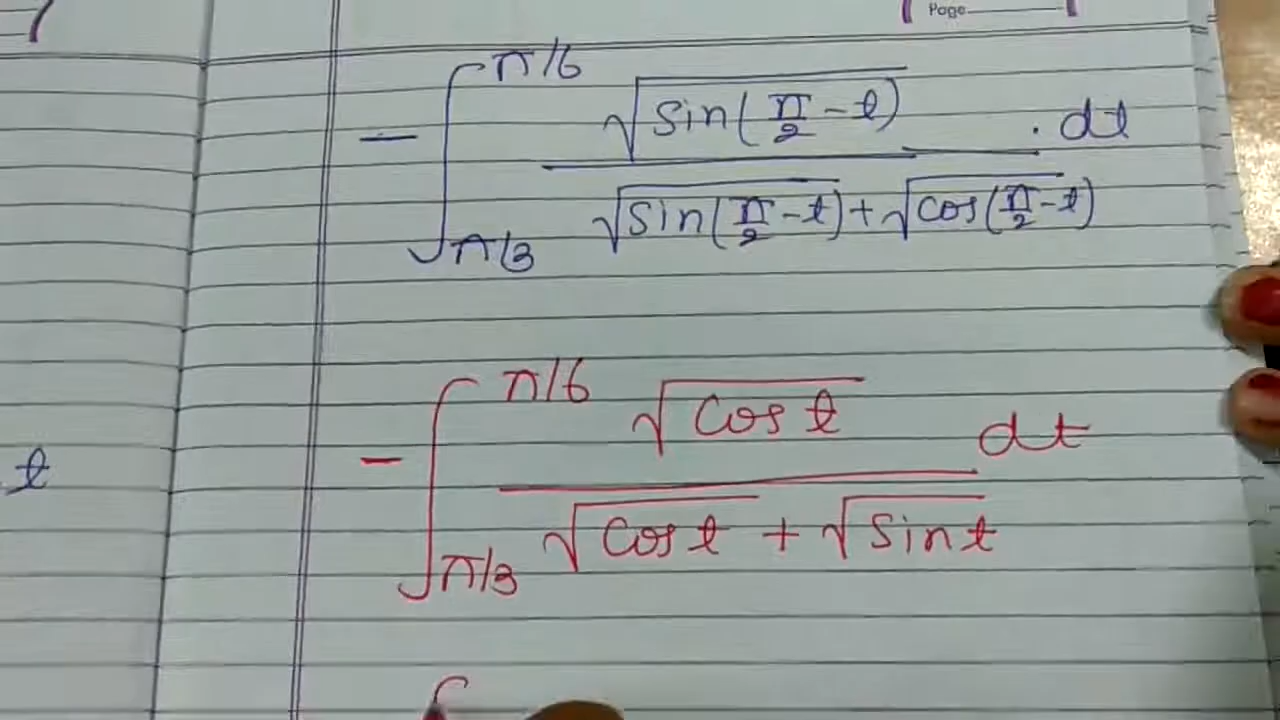 Page
- ∫_{π/3}^{π/6} √sin(π/2 - t) / (√sin(π/2 - t) + √cos(π/2 - t)) . dt
- ∫_{π/3}^{π/6} √cos t / (√cos t + √sin t) dt
t